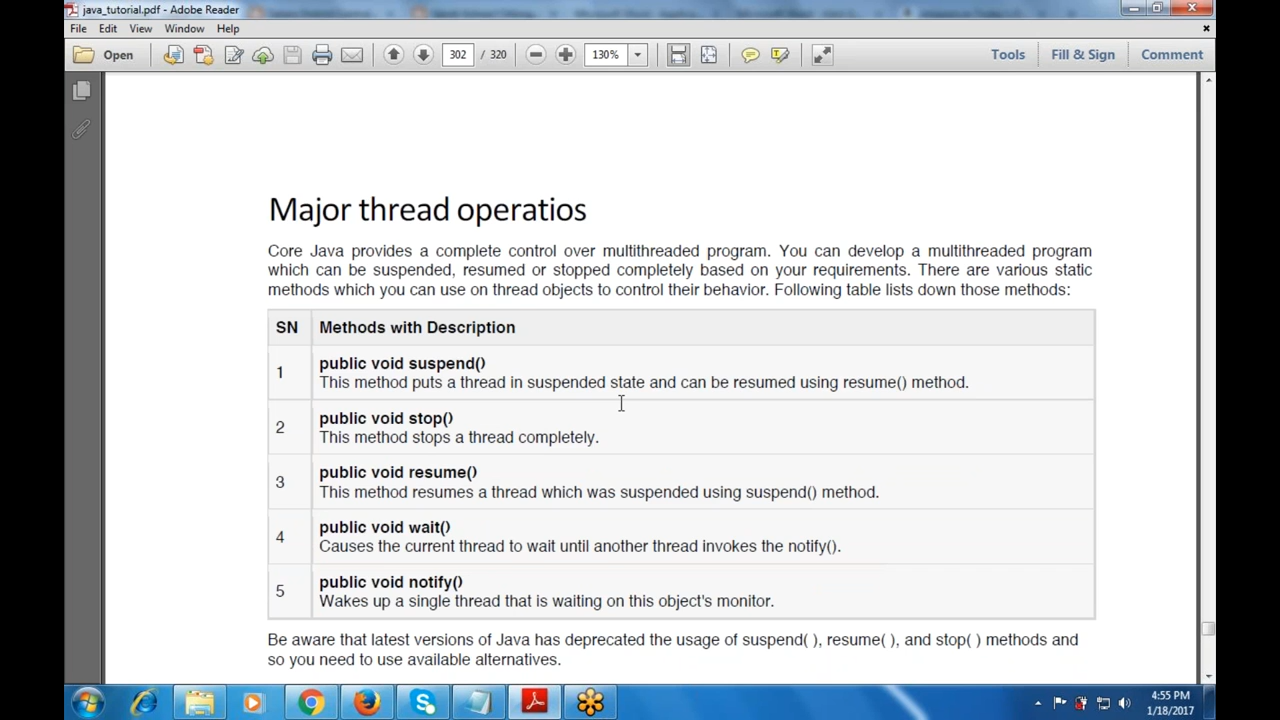 java_tutorial.pdf - Adobe Reader
File Edit View Window Help
Open 302 / 320 130% Tools Fill & Sign Comment
Major thread operatios
Core Java provides a complete control over multithreaded program. You can develop a multithreaded program
which can be suspended, resumed or stopped completely based on your requirements. There are various static
methods which you can use on thread objects to control their behavior. Following table lists down those methods:
SN Methods with Description
1 public void suspend()
This method puts a thread in suspended state and can be resumed using resume() method.
2 public void stop()
This method stops a thread completely.
3 public void resume()
This method resumes a thread which was suspended using suspend() method.
4 public void wait()
Causes the current thread to wait until another thread invokes the notify().
5 public void notify()
Wakes up a single thread that is waiting on this object's monitor.
Be aware that latest versions of Java has deprecated the usage of suspend( ), resume( ), and stop( ) methods and
so you need to use available alternatives.
4:55 PM
1/18/2017